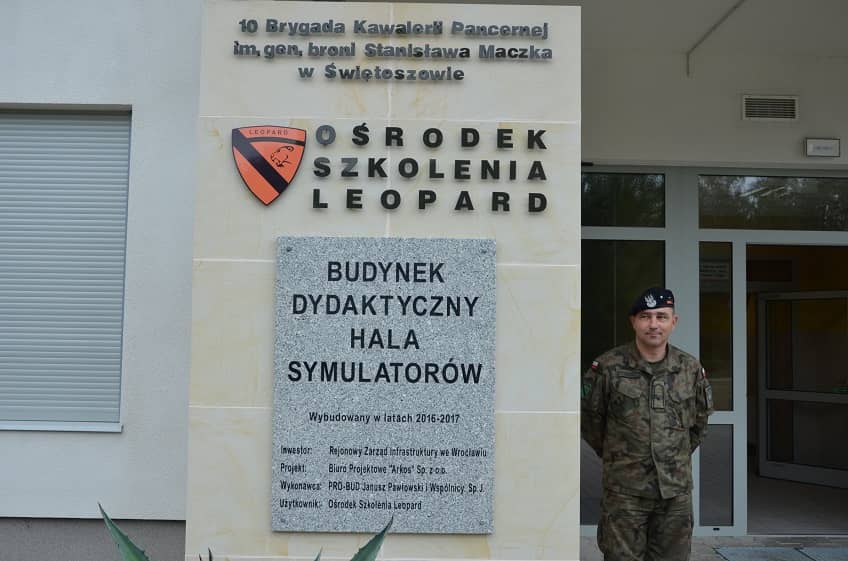 10 Brygada Kawalerii Pancernej
im. gen. broni Stanisława Maczka
w Świętoszowie
LEOPARD
OŚRODEK
SZKOLENIA
LEOPARD
BUDYNEK
DYDAKTYCZNY
HALA
SYMULATORÓW
Wybudowany w latach 2016-2017
Inwestor: Rejonowy Zarząd Infrastruktury we Wrocławiu
Projekt: Biuro Projektowe "Arkos" Sp. z o.o.
Wykonawca: PRO-BUD Janusz Pawłowski i Wspólnicy. Sp J.
Użytkownik: Ośrodek Szkolenia Leopard